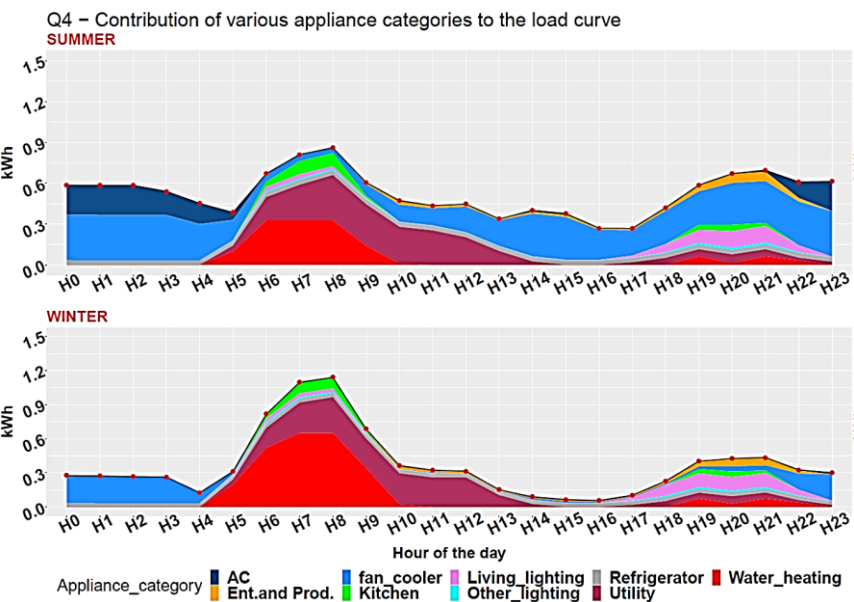 Q4 − Contribution of various appliance categories to the load curve
SUMMER
1.5
1.2
0.9
0.6
0.3
0.0
kWh
H0 H1 H2 H3 H4 H5 H6 H7 H8 H9 H10 H11 H12 H13 H14 H15 H16 H17 H18 H19 H20 H21 H22 H23
WINTER
1.5
1.2
0.9
0.6
0.3
0.0
kWh
H0 H1 H2 H3 H4 H5 H6 H7 H8 H9 H10 H11 H12 H13 H14 H15 H16 H17 H18 H19 H20 H21 H22 H23
Hour of the day
Appliance_category
AC fan_cooler Living_lighting Refrigerator Water_heating
Ent.and Prod. Kitchen Other_lighting Utility